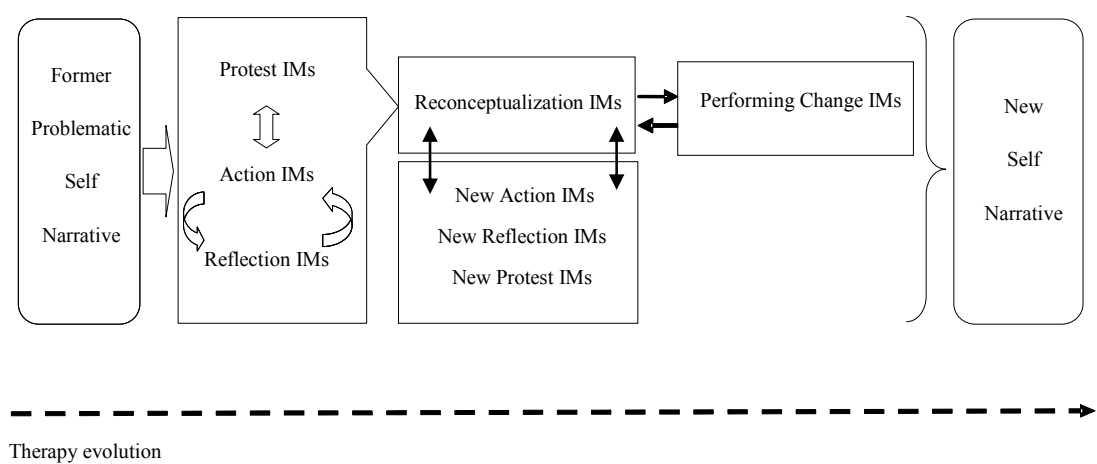 Former
Problematic
Self
Narrative
Protest IMs
Action IMs
Reflection IMs
Reconceptualization IMs
New Action IMs
New Reflection IMs
New Protest IMs
Performing Change IMs
New
Self
Narrative
Therapy evolution